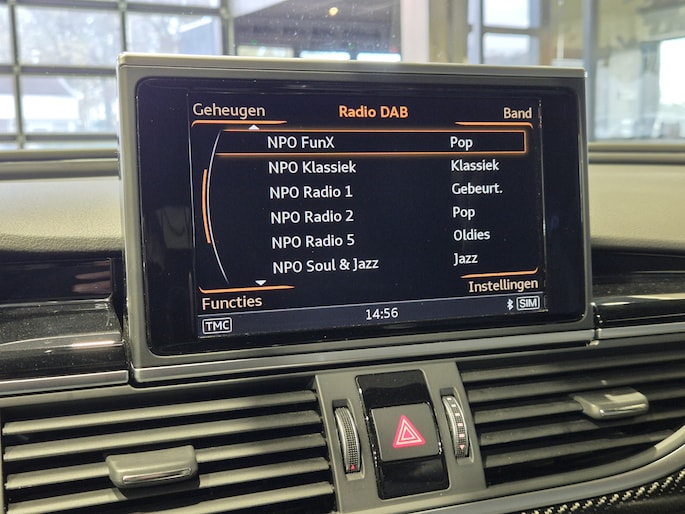 Geheugen Radio DAB Band
NPO FunX Pop
NPO Klassiek Klassiek
NPO Radio 1 Gebeurt.
NPO Radio 2 Pop
NPO Radio 5 Oldies
NPO Soul & Jazz Jazz
Functies Instellingen
TMC 14:56 SIM